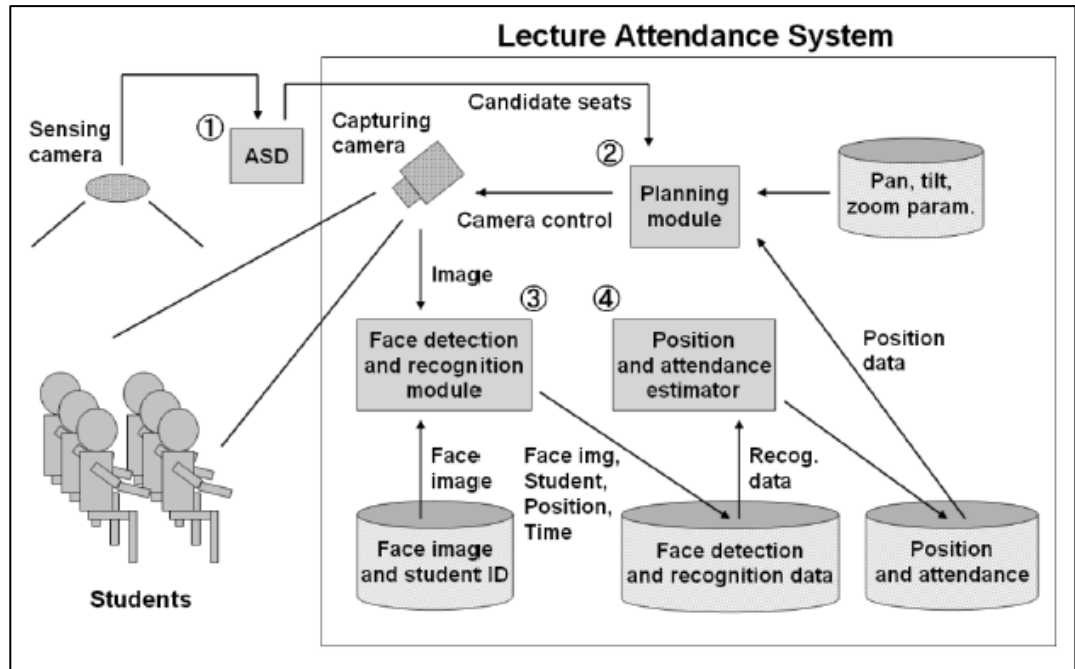 Lecture Attendance System
Sensing
camera
①
ASD
Capturing
camera
Candidate seats
②
Planning
module
Pan, tilt,
zoom param.
Camera control
Image
③
Face detection
and recognition
module
④
Position
and attendance
estimator
Position
data
Face
image
Face img,
Student,
Position,
Time
Recog.
data
Face image
and student ID
Face detection
and recognition data
Position
and attendance
Students